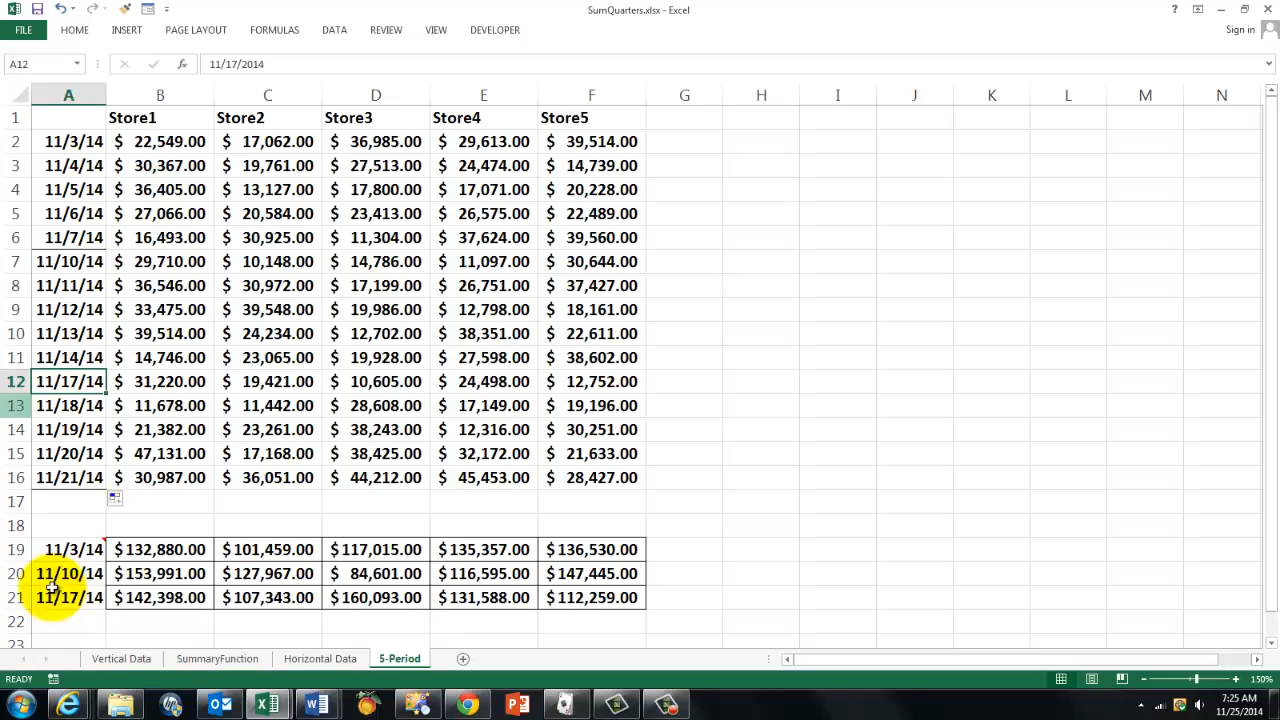 SumQuarters.xlsx - Excel
FILE HOME INSERT PAGE LAYOUT FORMULAS DATA REVIEW VIEW DEVELOPER Sign in
A12 fx 11/17/2014
A B C D E F G H I J K L M N
1 Store1 Store2 Store3 Store4 Store5
2 11/3/14 $ 22,549.00 $ 17,062.00 $ 36,985.00 $ 29,613.00 $ 39,514.00
3 11/4/14 $ 30,367.00 $ 19,761.00 $ 27,513.00 $ 24,474.00 $ 14,739.00
4 11/5/14 $ 36,405.00 $ 13,127.00 $ 17,800.00 $ 17,071.00 $ 20,228.00
5 11/6/14 $ 27,066.00 $ 20,584.00 $ 23,413.00 $ 26,575.00 $ 22,489.00
6 11/7/14 $ 16,493.00 $ 30,925.00 $ 11,304.00 $ 37,624.00 $ 39,560.00
7 11/10/14 $ 29,710.00 $ 10,148.00 $ 14,786.00 $ 11,097.00 $ 30,644.00
8 11/11/14 $ 36,546.00 $ 30,972.00 $ 17,199.00 $ 26,751.00 $ 37,427.00
9 11/12/14 $ 33,475.00 $ 39,548.00 $ 19,986.00 $ 12,798.00 $ 18,161.00
10 11/13/14 $ 39,514.00 $ 24,234.00 $ 12,702.00 $ 38,351.00 $ 22,611.00
11 11/14/14 $ 14,746.00 $ 23,065.00 $ 19,928.00 $ 27,598.00 $ 38,602.00
12 11/17/14 $ 31,220.00 $ 19,421.00 $ 10,605.00 $ 24,498.00 $ 12,752.00
13 11/18/14 $ 11,678.00 $ 11,442.00 $ 28,608.00 $ 17,149.00 $ 19,196.00
14 11/19/14 $ 21,382.00 $ 23,261.00 $ 38,243.00 $ 12,316.00 $ 30,251.00
15 11/20/14 $ 47,131.00 $ 17,168.00 $ 38,425.00 $ 32,172.00 $ 21,633.00
16 11/21/14 $ 30,987.00 $ 36,051.00 $ 44,212.00 $ 45,453.00 $ 28,427.00
17
18
19 11/3/14 $132,880.00 $101,459.00 $117,015.00 $135,357.00 $136,530.00
20 11/10/14 $153,991.00 $127,967.00 $ 84,601.00 $116,595.00 $147,445.00
21 11/17/14 $142,398.00 $107,343.00 $160,093.00 $131,588.00 $112,259.00
22
23
Vertical Data SummaryFunction Horizontal Data 5-Period
READY 150%
7:25 AM
11/25/2014